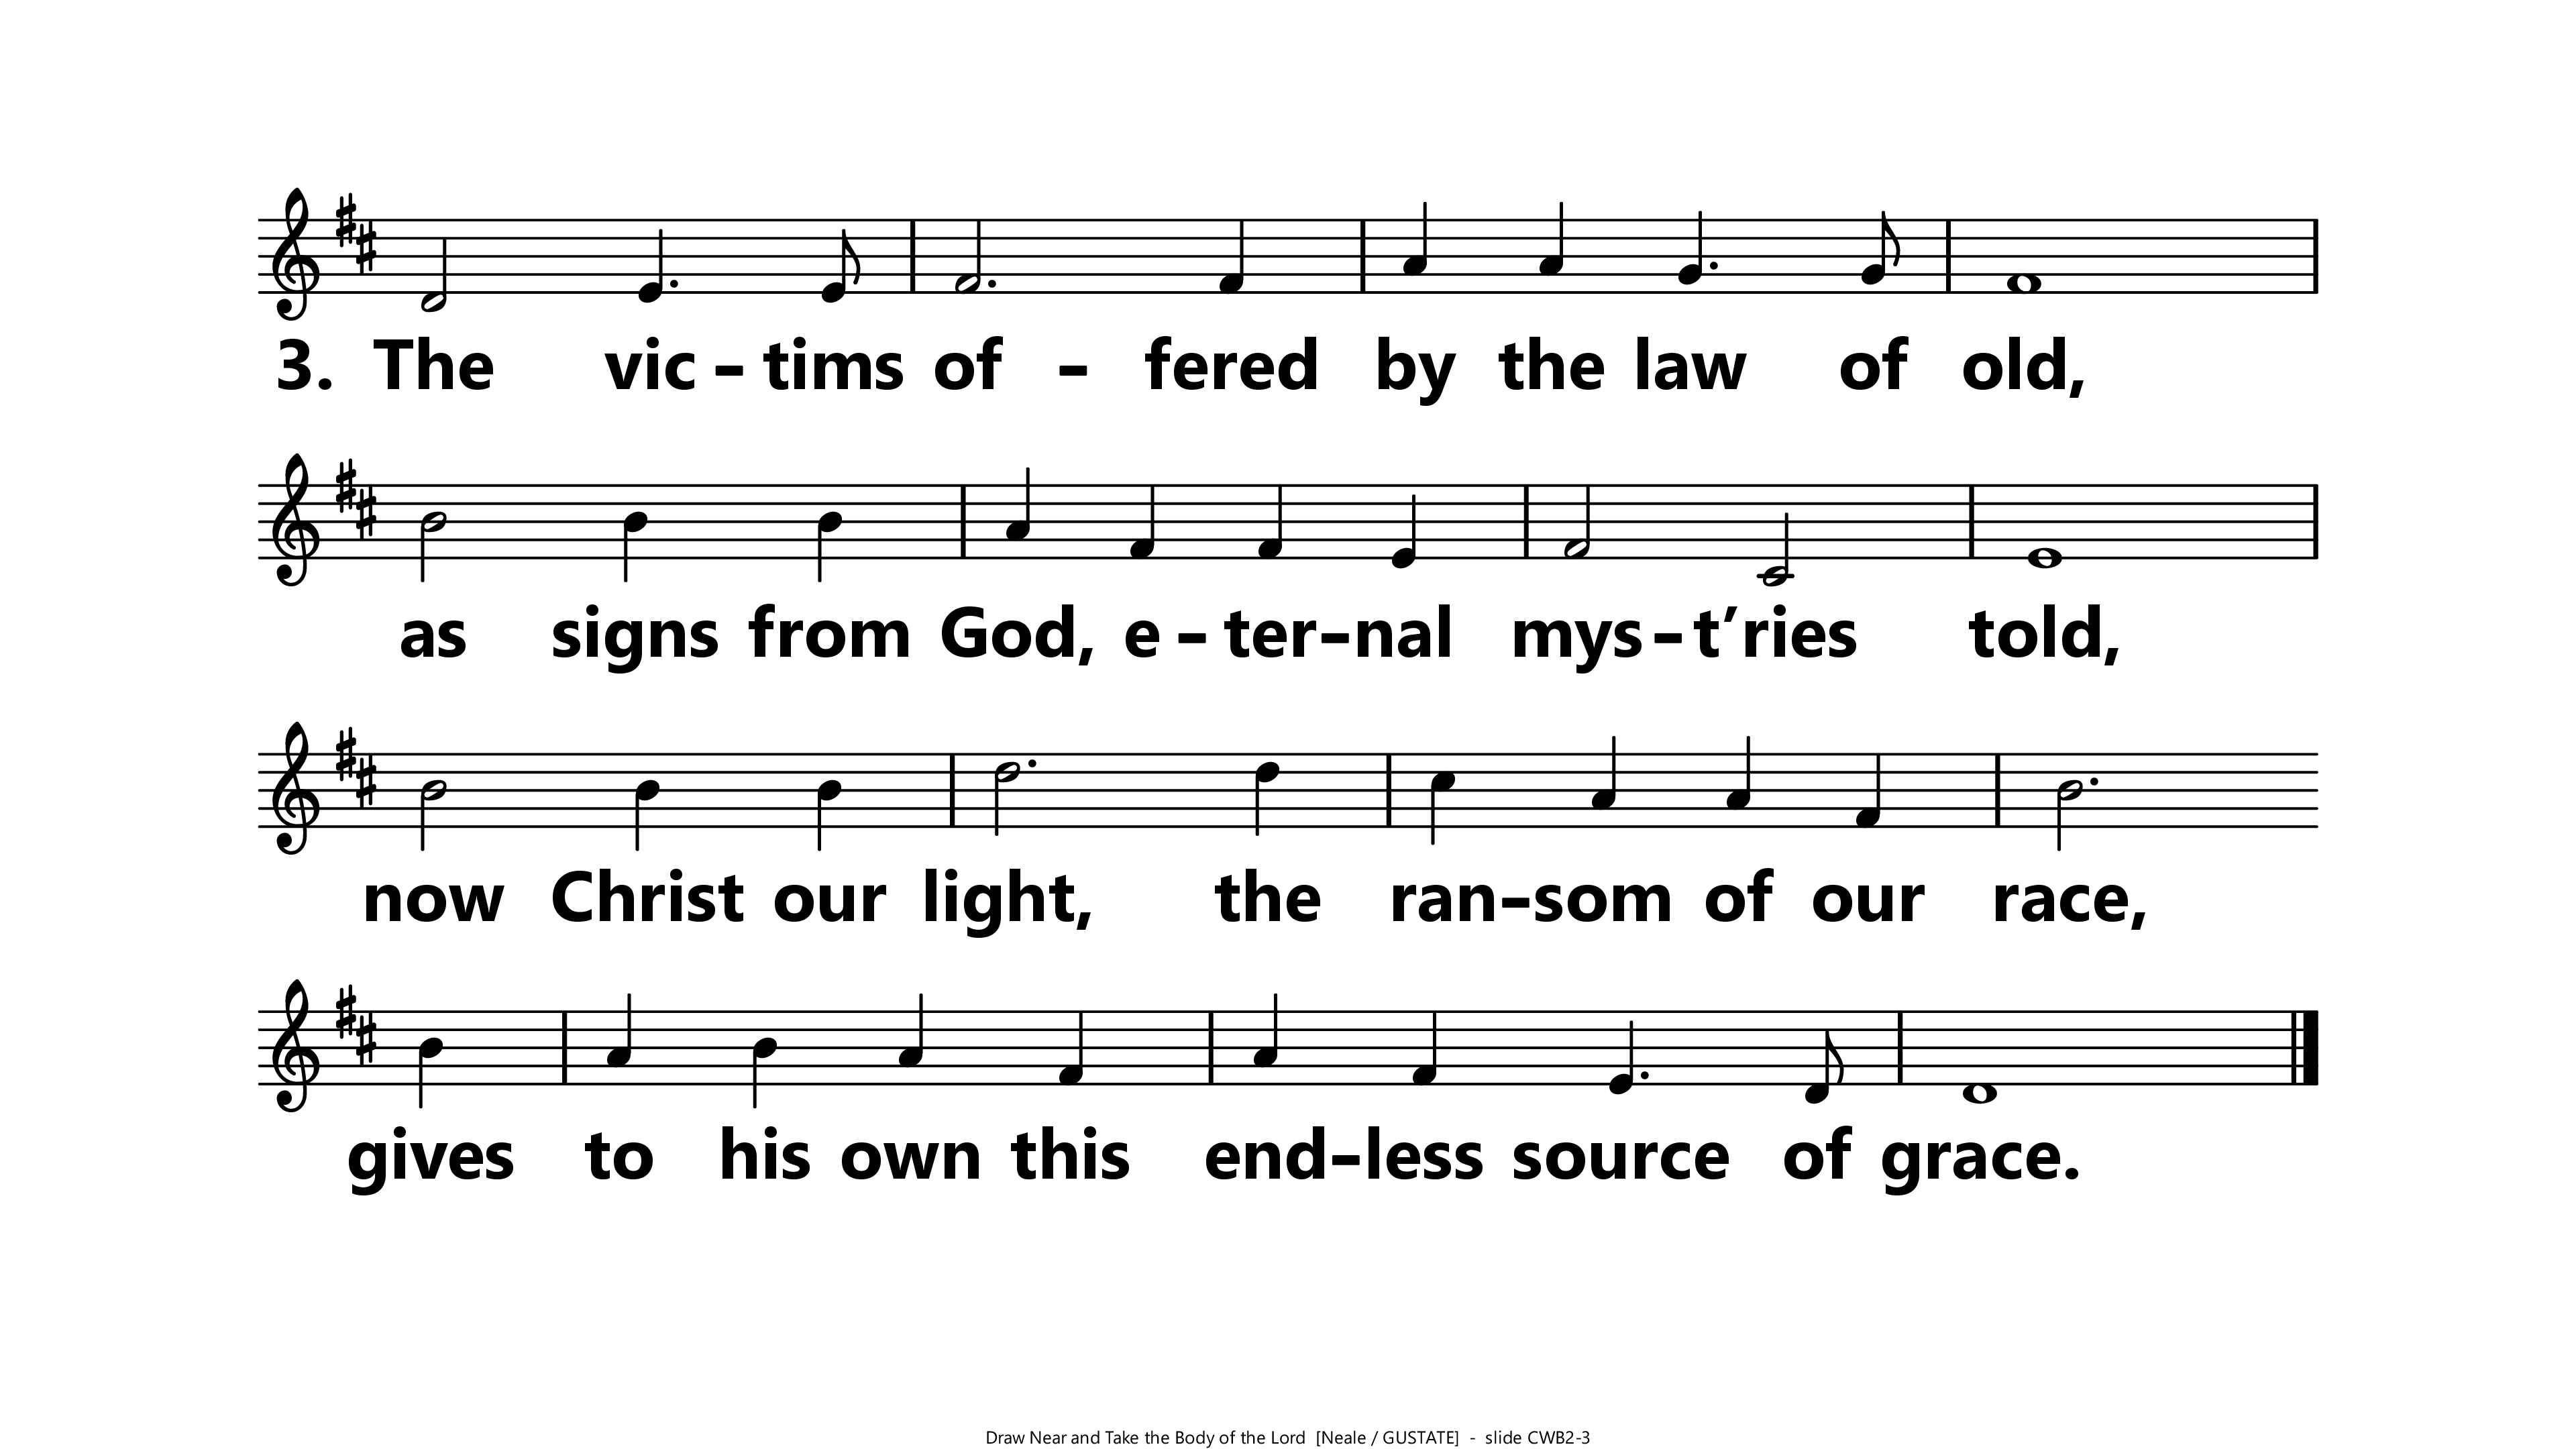 3. The vic - tims of - fered by the law of old,
as signs from God, e - ter-nal mys-t’ries told,
now Christ our light, the ran-som of our race,
gives to his own this end-less source of grace.
Draw Near and Take the Body of the Lord [Neale / GUSTATE] - slide CWB2-3